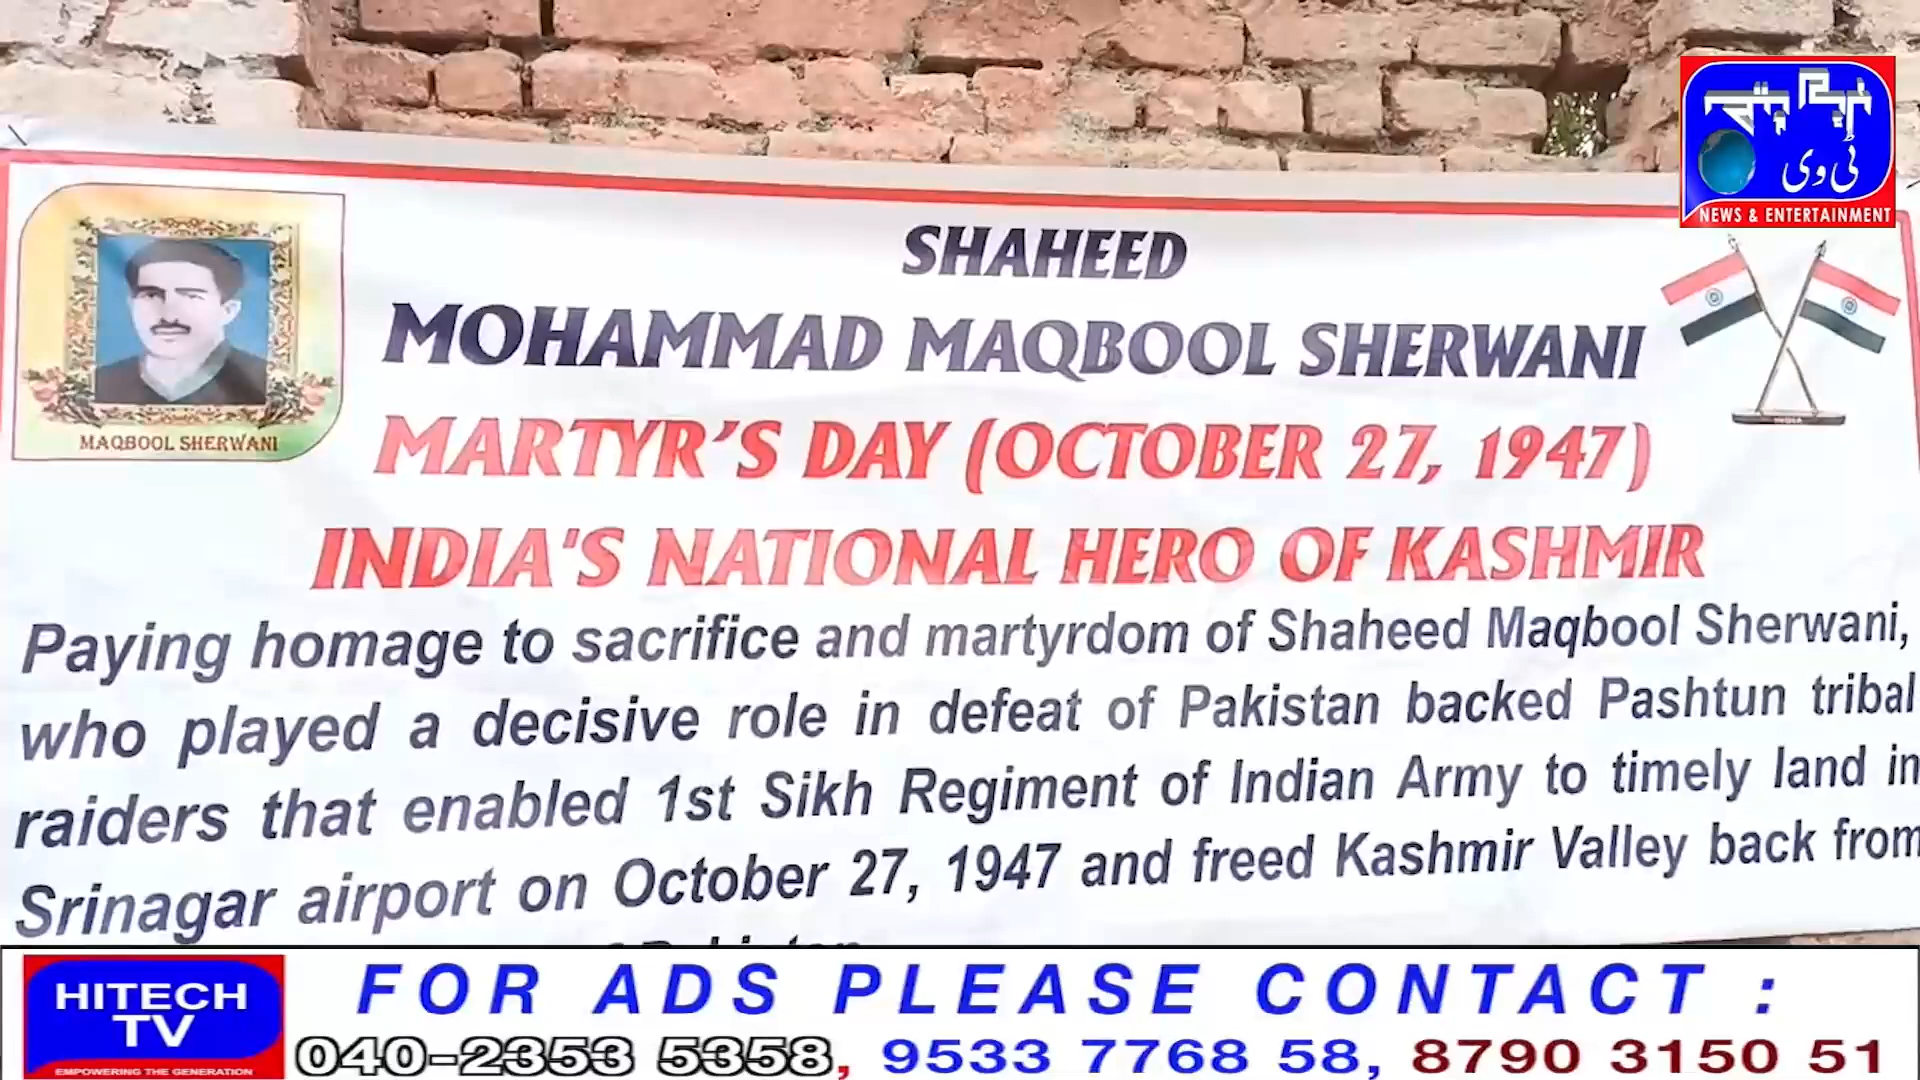 ٹی وی
NEWS & ENTERTAINMENT
SHAHEED
MOHAMMAD MAQBOOL SHERWANI
MARTYR'S DAY (OCTOBER 27, 1947)
INDIA'S NATIONAL HERO OF KASHMIR
MAQBOOL SHERWANI
INDIA
Paying homage to sacrifice and martyrdom of Shaheed Maqbool Sherwani,
who played a decisive role in defeat of Pakistan backed Pashtun tribal
raiders that enabled 1st Sikh Regiment of Indian Army to timely land in
Srinagar airport on October 27, 1947 and freed Kashmir Valley back from
HITECH
TV
EMPOWERING THE GENERATION
FOR ADS PLEASE CONTACT :
040-2353 5358, 9533 7768 58, 8790 3150 51